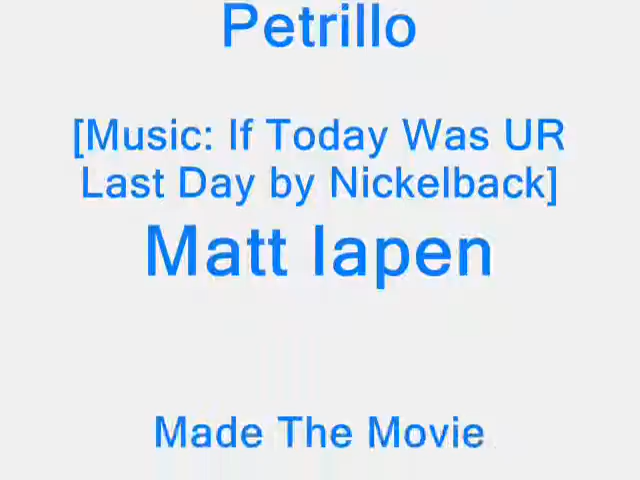 Petrillo
[Music: If Today Was UR
Last Day by Nickelback]
Matt Iapen
Made The Movie